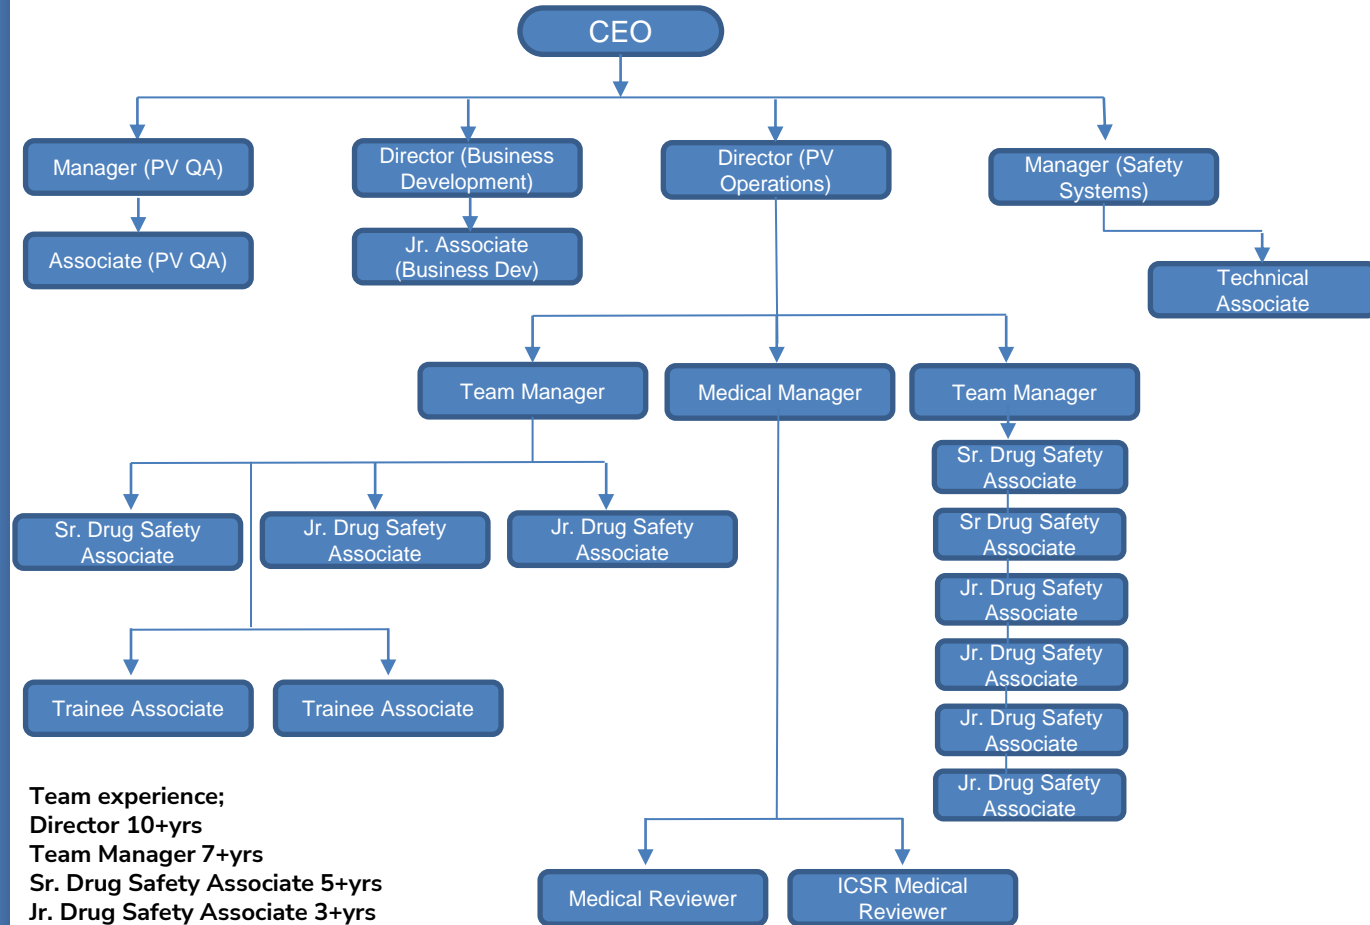 CEO
Manager (PV QA)
Director (Business
Development)
Director (PV
Operations)
Manager (Safety
Systems)
Associate (PV QA)
Jr. Associate
(Business Dev)
Technical
Associate
Team Manager
Medical Manager
Team Manager
Sr. Drug Safety
Associate
Jr. Drug Safety
Associate
Jr. Drug Safety
Associate
Sr. Drug Safety
Associate
Sr Drug Safety
Associate
Jr. Drug Safety
Associate
Jr. Drug Safety
Associate
Jr. Drug Safety
Associate
Jr. Drug Safety
Associate
Trainee Associate
Trainee Associate
Medical Reviewer
ICSR Medical
Reviewer
Team experience;
Director 10+yrs
Team Manager 7+yrs
Sr. Drug Safety Associate 5+yrs
Jr. Drug Safety Associate 3+yrs